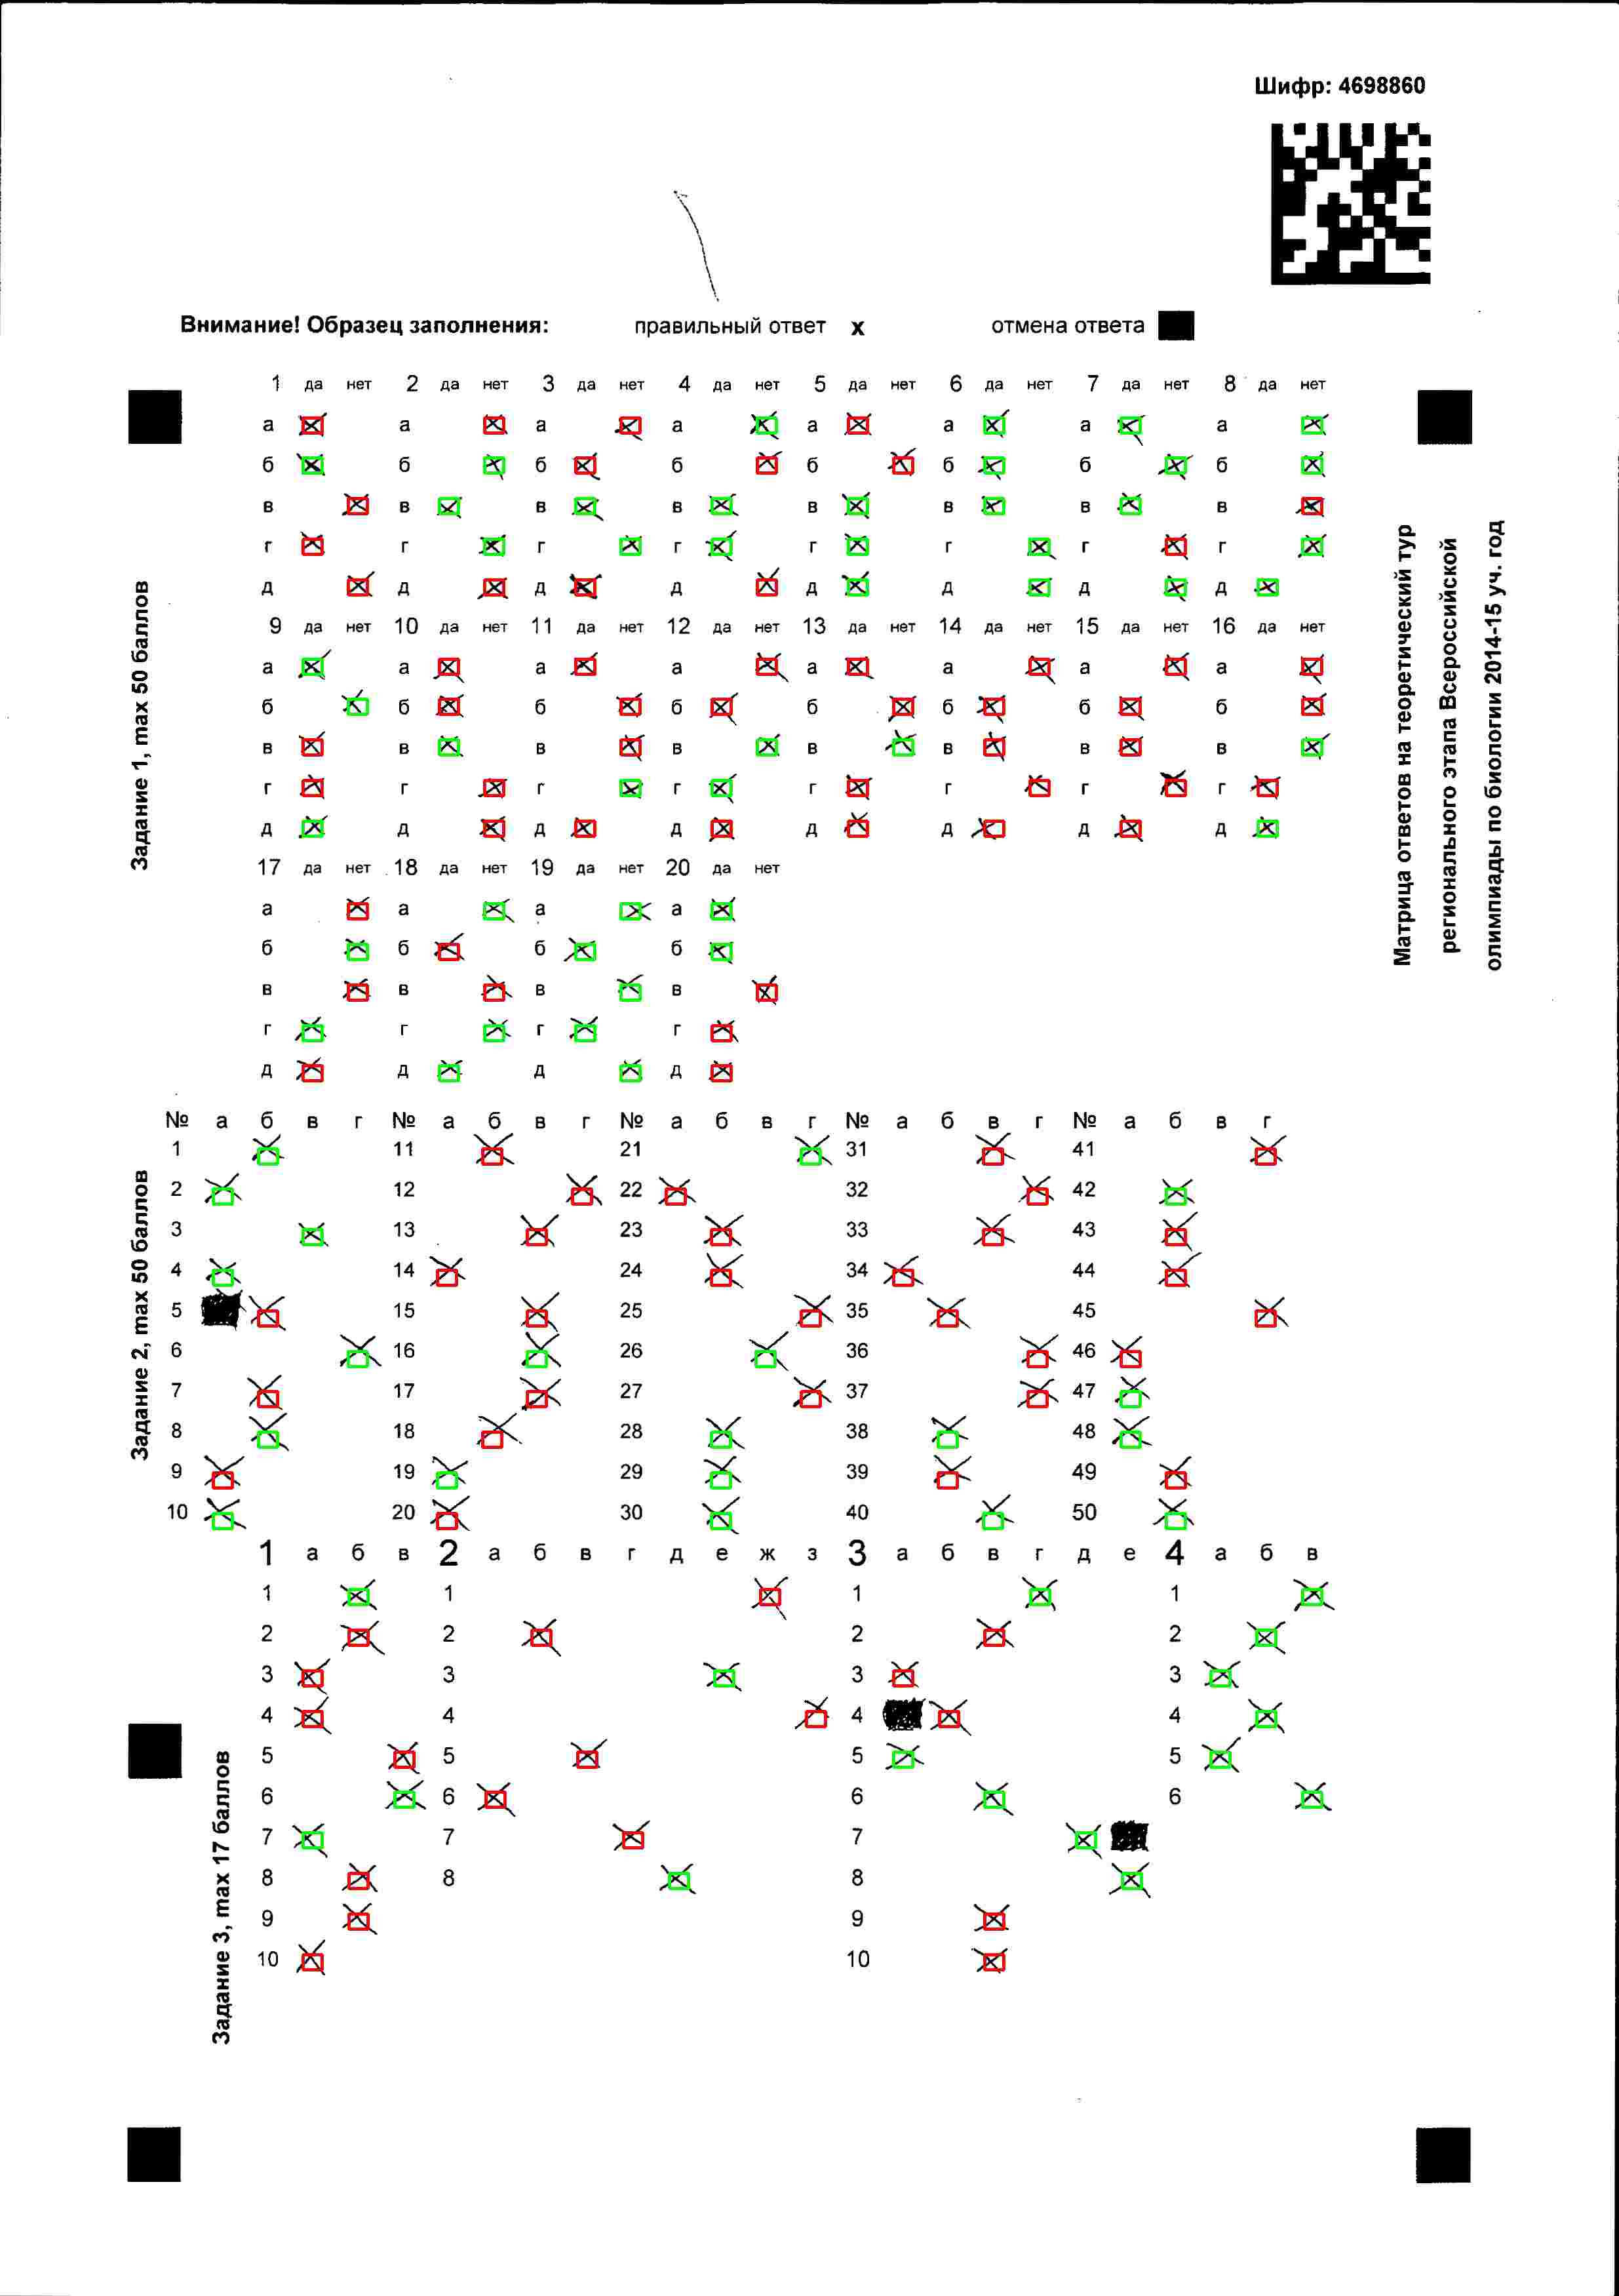 Шифр: 4698860
Внимание! Образец заполнения: правильный ответ х отмена ответа
1 да нет 2 да нет 3 да нет 4 да нет 5 да нет 6 да нет 7 да нет 8 да нет
а а а а а а а а
б б б б б б б б
в в в в в в в в
г г г г г г г г
д д д д д д д д
9 да нет 10 да нет 11 да нет 12 да нет 13 да нет 14 да нет 15 да нет 16 да нет
а а а а а а а а
б б б б б б б б
в в в в в в в в
г г г г г г г г
д д д д д д д д
17 да нет 18 да нет 19 да нет 20 да нет
а а а а
б б б б
в в в в
г г г г
д д д д
Задание 1, max 50 баллов
Матрица ответов на теоретический тур
регионального этапа Всероссийской
олимпиады по биологии 2014-15 уч. год
№ а б в г № а б в г № а б в г № а б в г № а б в г
1 11 21 31 41
2 12 22 32 42
3 13 23 33 43
4 14 24 34 44
5 15 25 35 45
6 16 26 36 46
7 17 27 37 47
8 18 28 38 48
9 19 29 39 49
10 20 30 40 50
Задание 2, max 50 баллов
1 а б в 2 а б в г д е ж з 3 а б в г д е 4 а б в
1 1 1 1
2 2 2 2
3 3 3 3
4 4 4 4
5 5 5 5
6 6 6 6
7 7 7
8 8 8
9 9
10 10
Задание 3, max 17 баллов